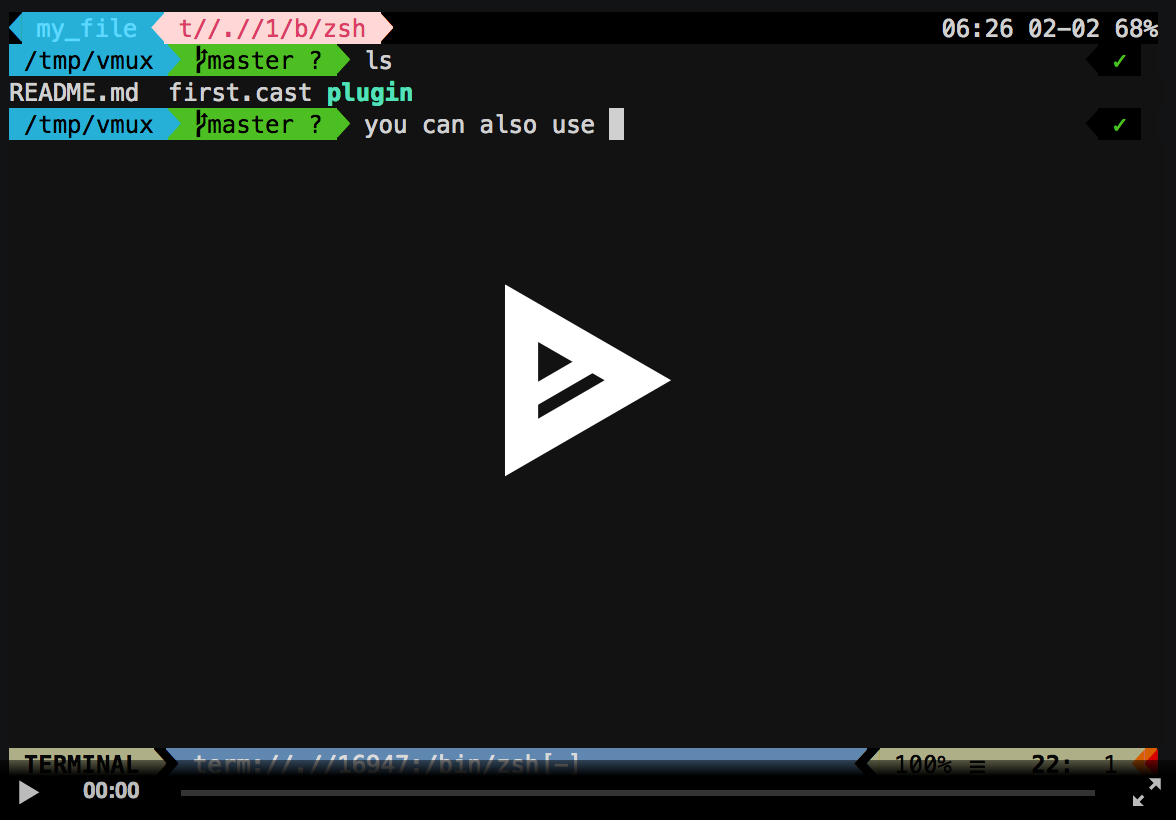 my_file t//.//1/b/zsh 06:26 02-02 68%
/tmp/vmux master ? ls ✓
README.md first.cast plugin
/tmp/vmux master ? you can also use ✓
TERMINAL term://.//16947:/bin/zsh[-] 100% ≡ 22: 1
00:00